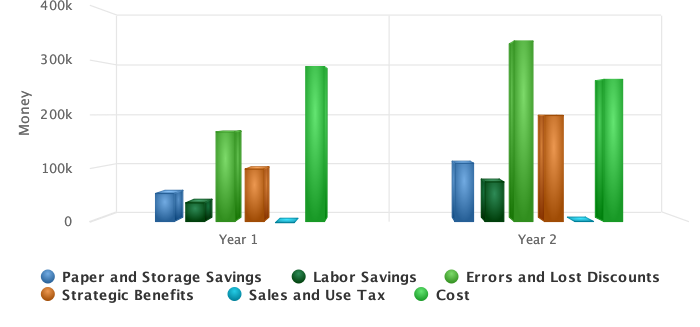 400k
300k
200k
100k
0
Money
Year 1 Year 2
Paper and Storage Savings Labor Savings Errors and Lost Discounts
Strategic Benefits Sales and Use Tax Cost